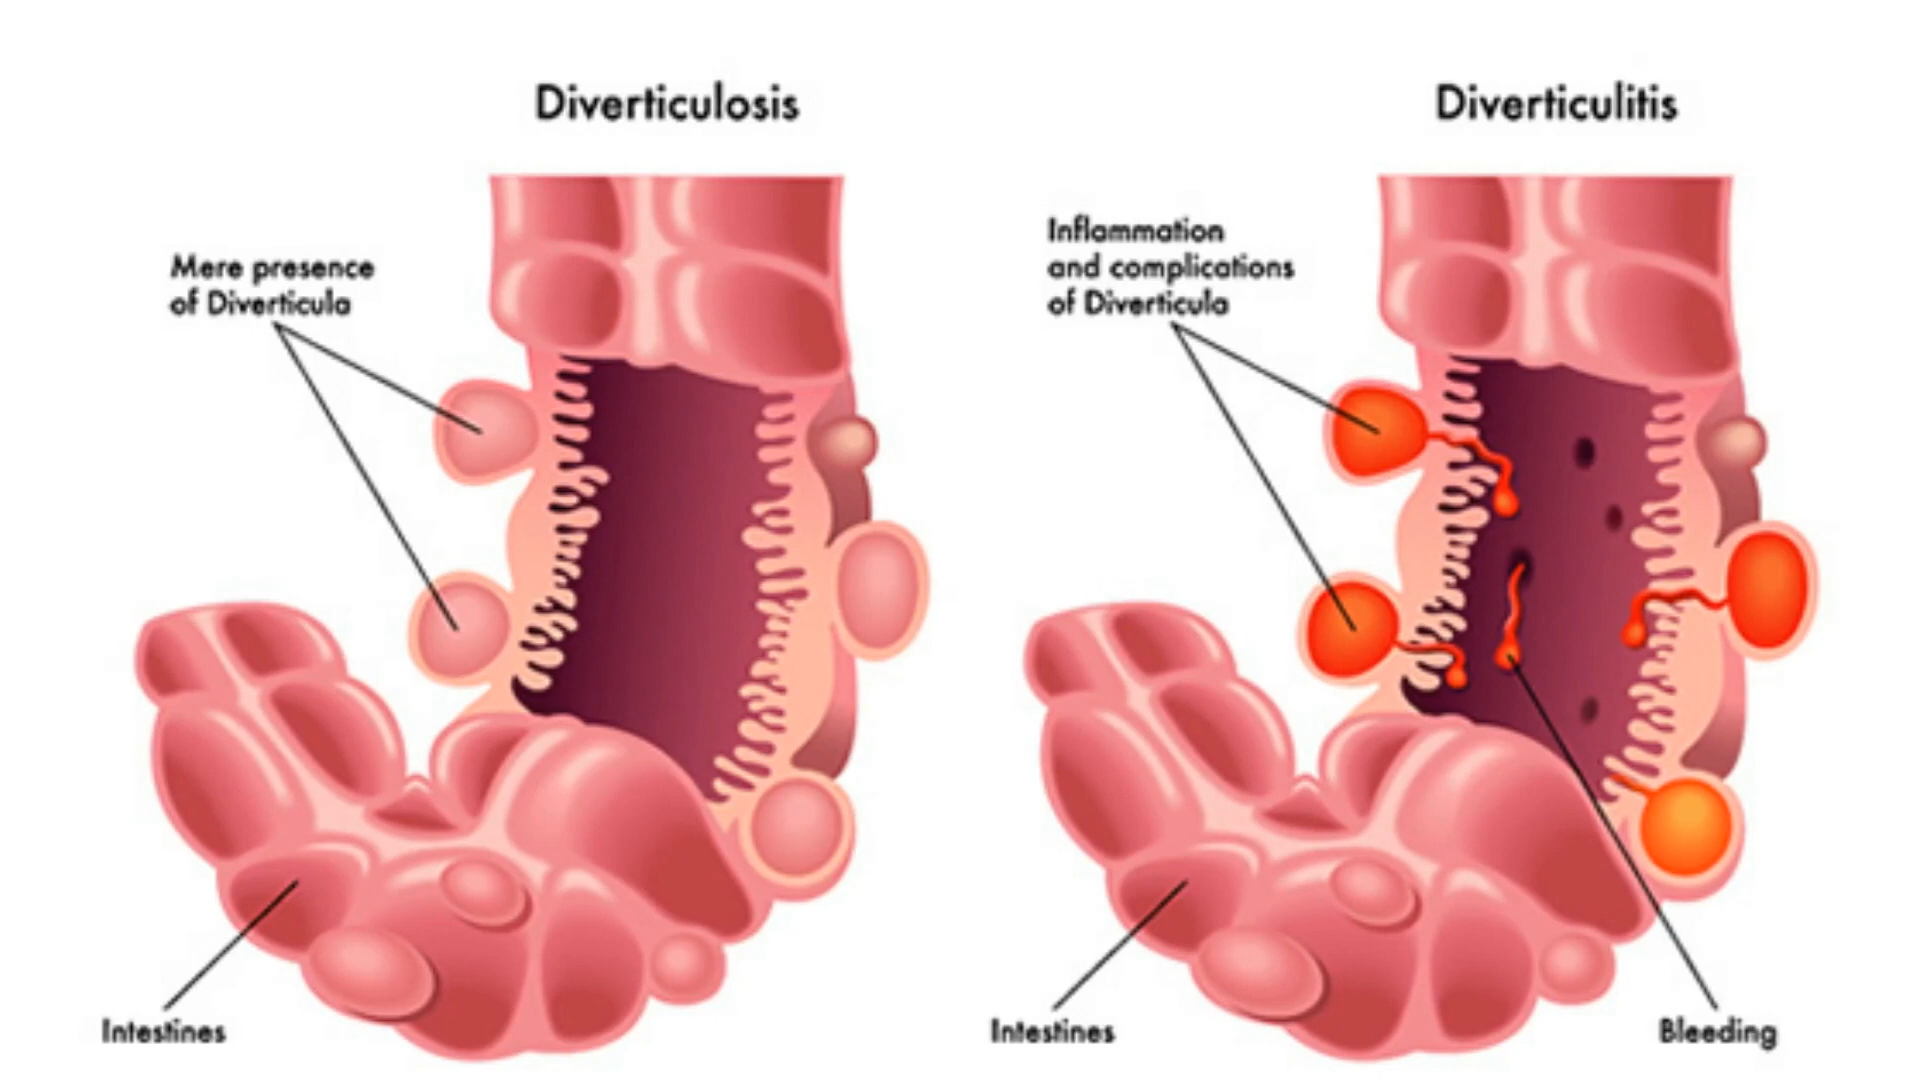 Diverticulosis
Mere presence
of Diverticula
Intestines
Diverticulitis
Inflammation
and complications
of Diverticula
Intestines
Bleeding